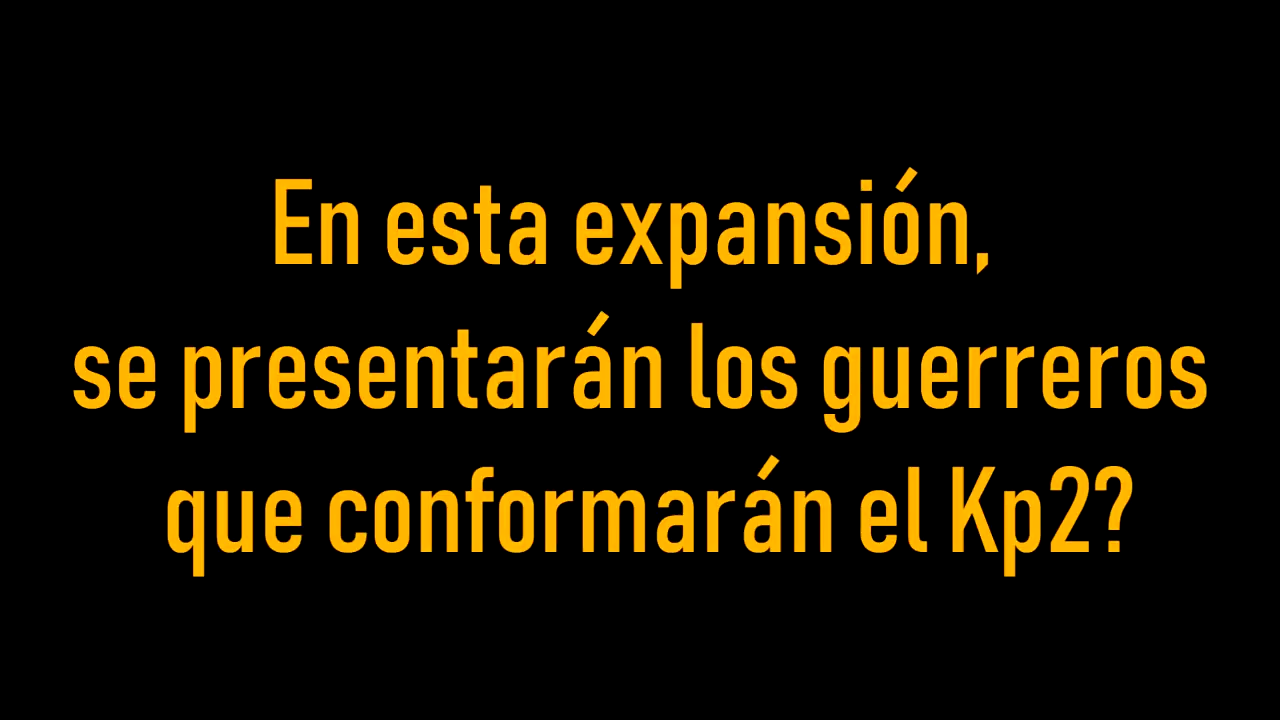 En esta expansión,
se presentarán los guerreros
que conformarán el Kp2?